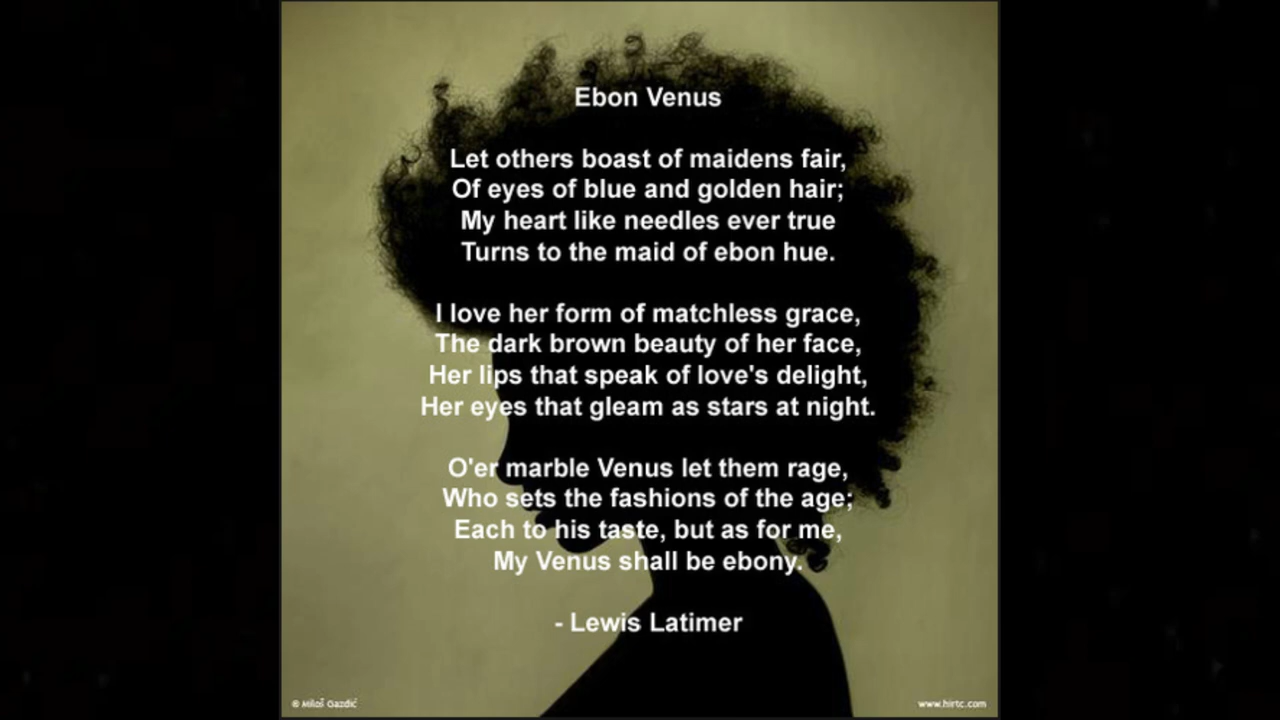 Ebon Venus
Let others boast of maidens fair,
Of eyes of blue and golden hair;
My heart like needles ever true
Turns to the maid of ebon hue.
I love her form of matchless grace,
The dark brown beauty of her face,
Her lips that speak of love's delight,
Her eyes that gleam as stars at night.
O'er marble Venus let them rage,
Who sets the fashions of the age;
Each to his taste, but as for me,
My Venus shall be ebony.
- Lewis Latimer
© Miloš Gazdić
www.hirtc.com